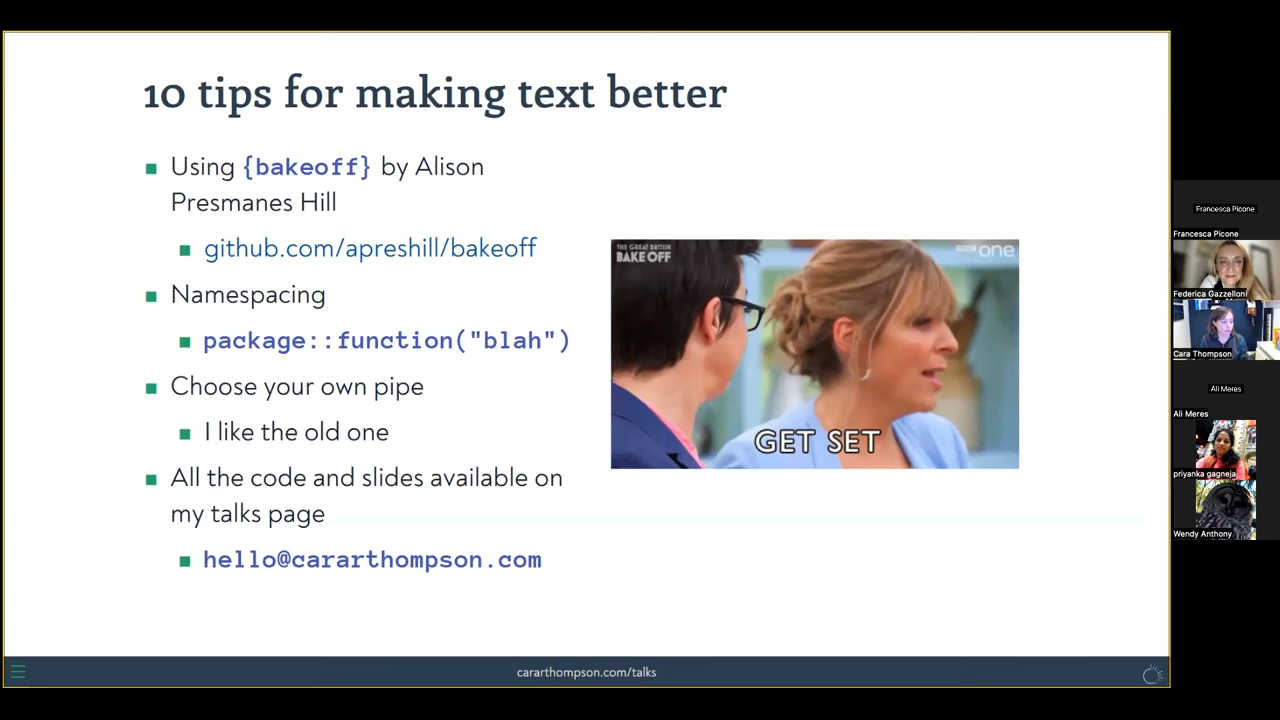 10 tips for making text better
Using {bakeoff} by Alison
Presmanes Hill
github.com/apreshill/bakeoff
Namespacing
package::function("blah")
Choose your own pipe
I like the old one
All the code and slides available on
my talks page
hello@cararthompson.com
THE GREAT BRITISH
BAKE OFF
BBC one
GET SET
cararthompson.com/talks
Francesca Picone
Francesca Picone
Federica Gazzelloni
Cara Thompson
Ali Meres
Ali Meres
priyanka gagneja
Wendy Anthony